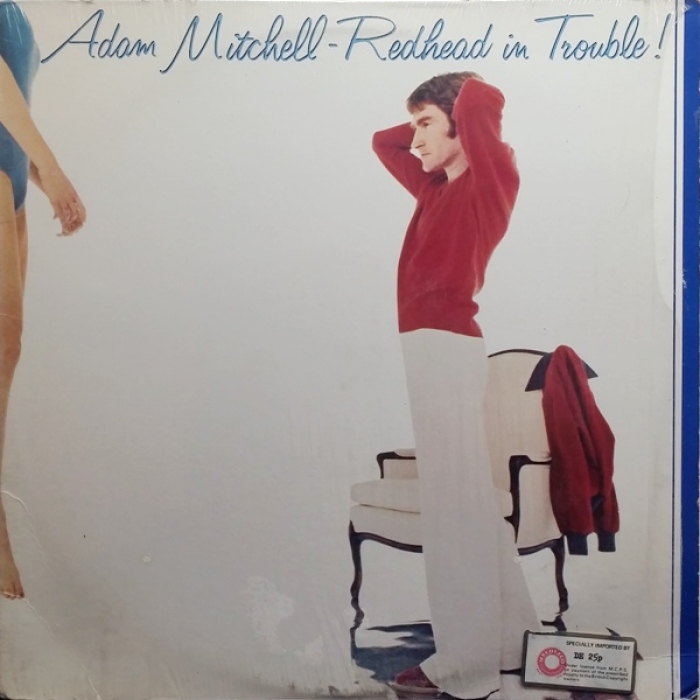 Adam Mitchell-Redhead in Trouble!
SPECIALLY IMPORTED BY
25p